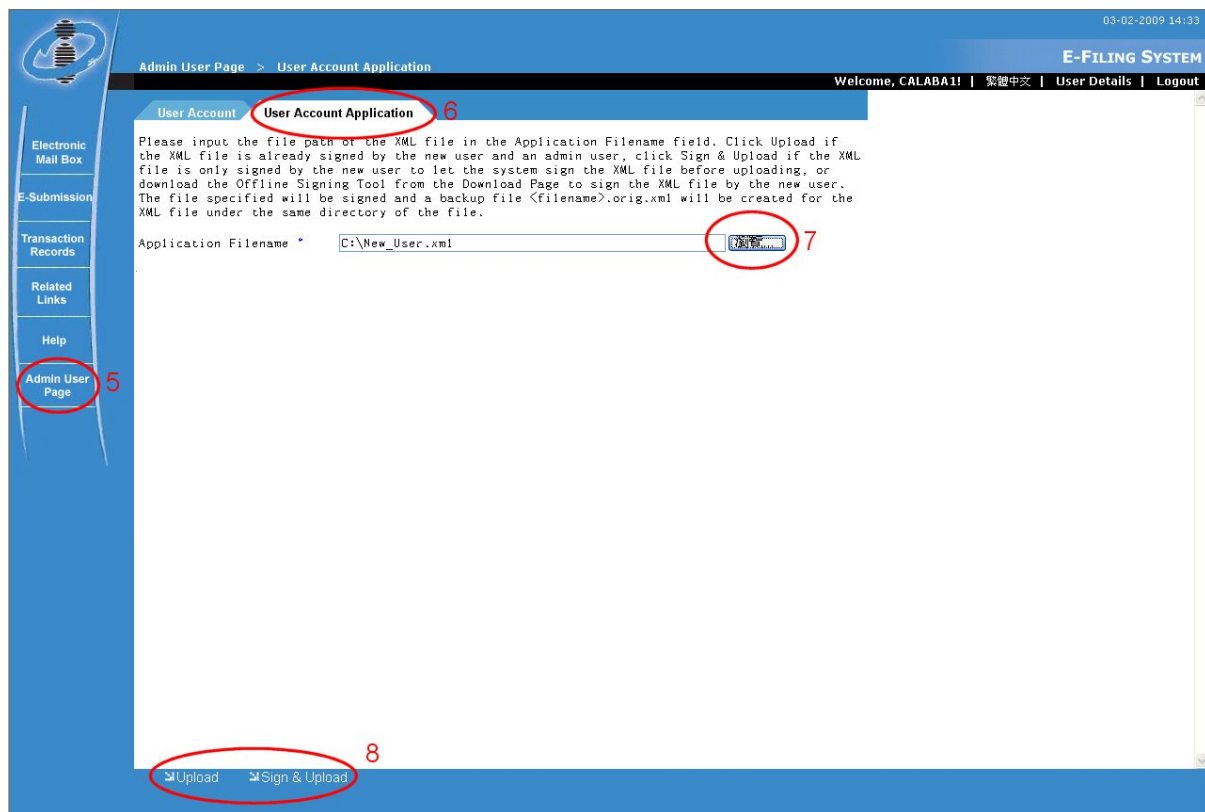 03-02-2009 14:33
E-FILING SYSTEM
Admin User Page > User Account Application
Welcome, CALABA1! | 繁體中文 | User Details | Logout
User Account
User Account Application
6
Please input the file path of the XML file in the Application Filename field. Click Upload if
the XML file is already signed by the new user and an admin user, click Sign & Upload if the XML
file is only signed by the new user to let the system sign the XML file before uploading, or
download the Offline Signing Tool from the Download Page to sign the XML file by the new user.
The file specified will be signed and a backup file <filename>.orig.xml will be created for the
XML file under the same directory of the file.
Application Filename *
C:\New_User.xml
瀏覽...
7
Electronic
Mail Box
E-Submission
Transaction
Records
Related
Links
Help
Admin User
Page
5
8
Upload
Sign & Upload